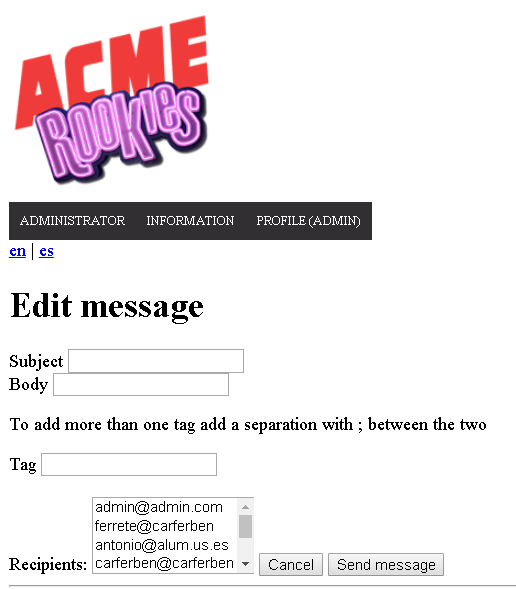 ACME
Rookies
ADMINISTRATOR INFORMATION PROFILE (ADMIN)
en | es
Edit message
Subject
Body
To add more than one tag add a separation with ; between the two
Tag
admin@admin.com
ferrete@carferben
antonio@alum.us.es
carferben@carferben
Recipients: Cancel Send message